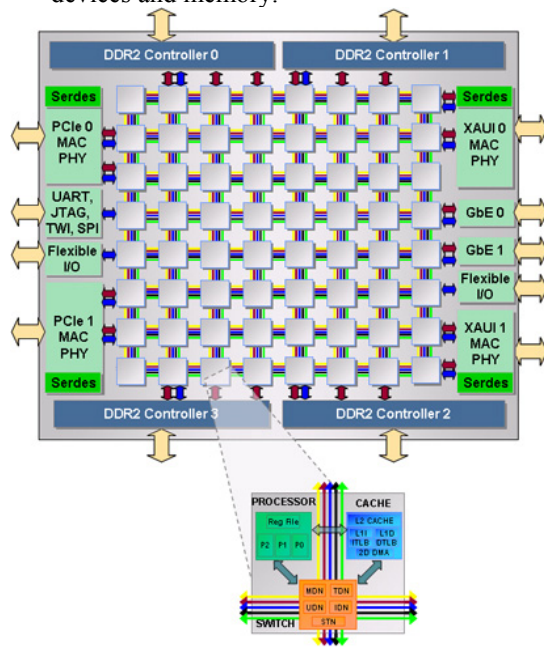 devices and memory.
DDR2 Controller 0
DDR2 Controller 1
Serdes
PCIe 0
MAC
PHY
UART,
JTAG,
TWI, SPI
Flexible
I/O
PCIe 1
MAC
PHY
Serdes
Serdes
XAUI 0
MAC
PHY
GbE 0
GbE 1
Flexible
I/O
XAUI 1
MAC
PHY
Serdes
DDR2 Controller 3
DDR2 Controller 2
PROCESSOR
Reg File
P2 P1 P0
CACHE
L2 CACHE
L1I L1D
ITLB DTLB
2D DMA
MDN TDN
UDN IDN
STN
SWITCH